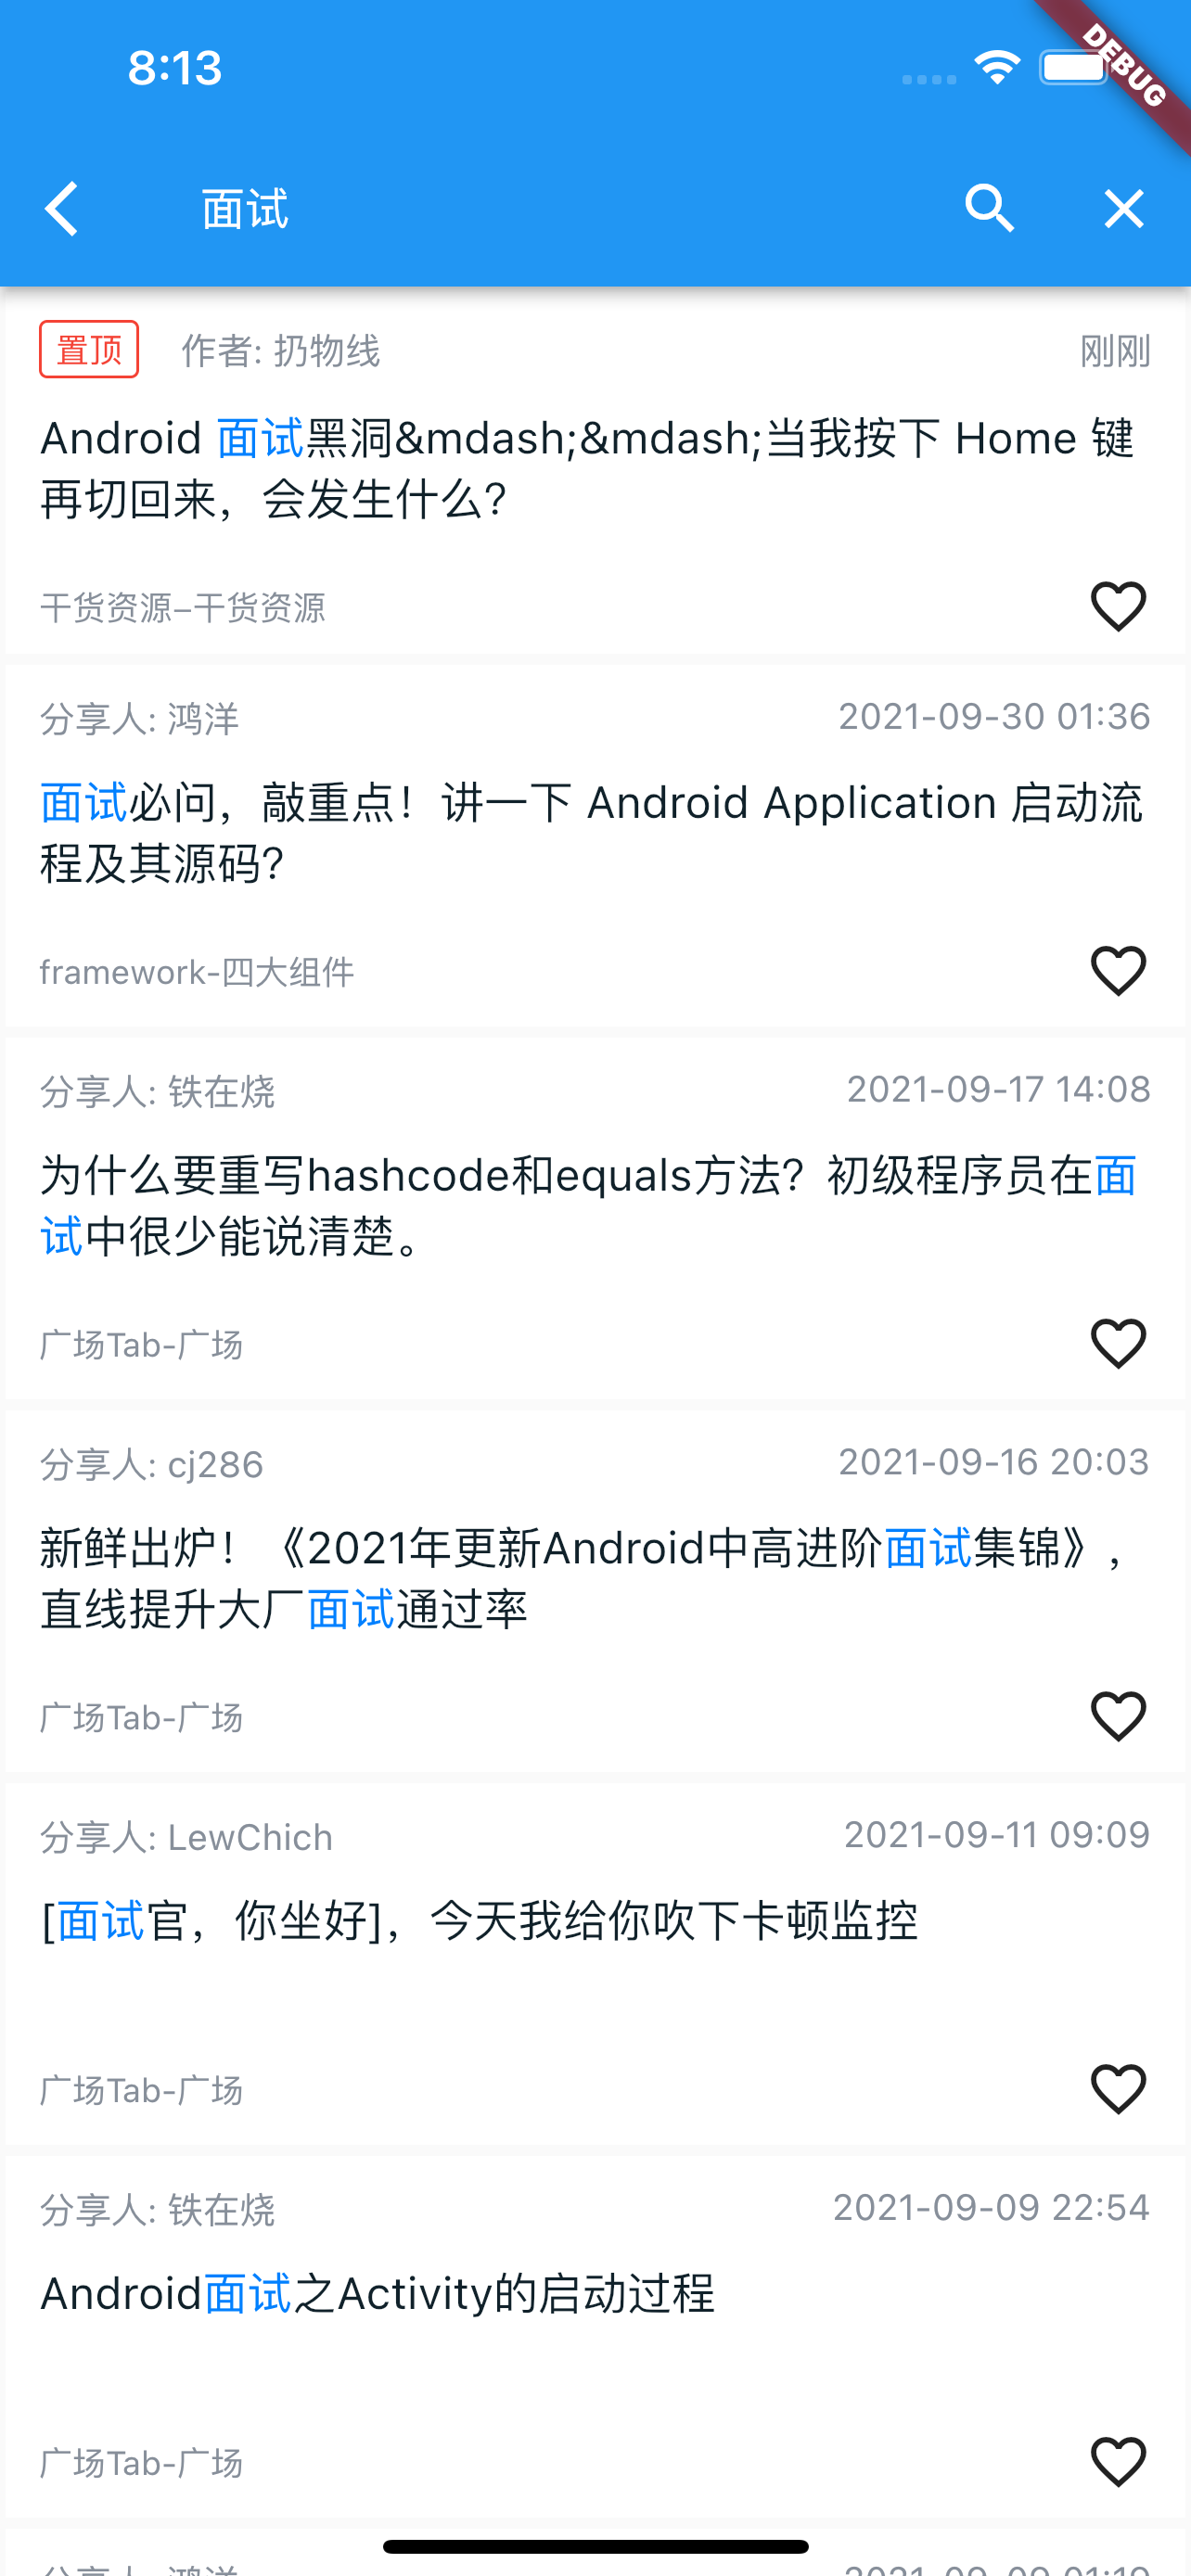 8:13
DEBUG
面试
置顶 作者: 扔物线 刚刚
Android 面试黑洞&mdash;&mdash;当我按下 Home 键
再切回来，会发生什么？
干货资源–干货资源
分享人: 鸿洋 2021-09-30 01:36
面试必问，敲重点！讲一下 Android Application 启动流
程及其源码？
framework-四大组件
分享人: 铁在烧 2021-09-17 14:08
为什么要重写hashcode和equals方法？初级程序员在面
试中很少能说清楚。
广场Tab-广场
分享人: cj286 2021-09-16 20:03
新鲜出炉！《2021年更新Android中高进阶面试集锦》，
直线提升大厂面试通过率
广场Tab-广场
分享人: LewChich 2021-09-11 09:09
[面试官，你坐好]，今天我给你吹下卡顿监控
广场Tab-广场
分享人: 铁在烧 2021-09-09 22:54
Android面试之Activity的启动过程
广场Tab-广场
分享人: 鸿洋 2021-09-09 01:19